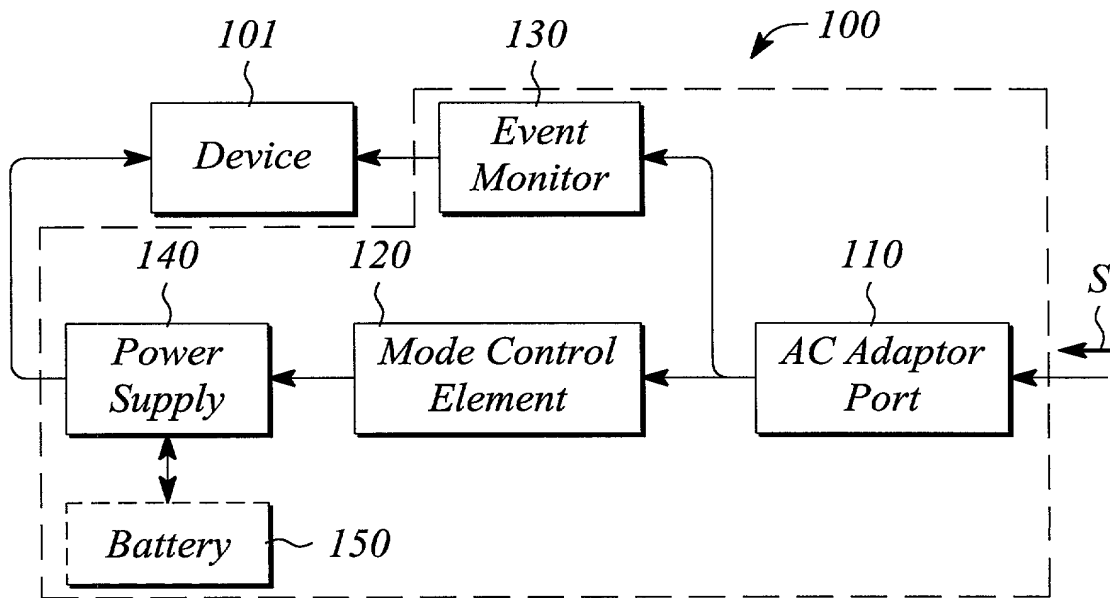 100
101
130
Device
Event
Monitor
140
120
110
S
Power
Supply
Mode Control
Element
AC Adaptor
Port
Battery
150